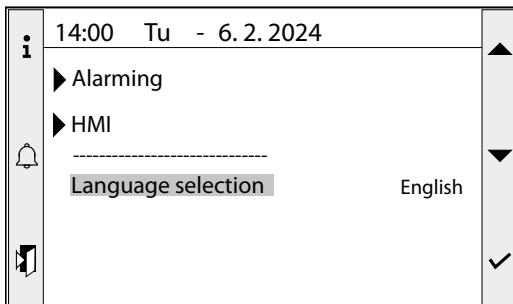 14:00 Tu - 6. 2. 2024
Alarming
HMI
------------------------------
Language selection English